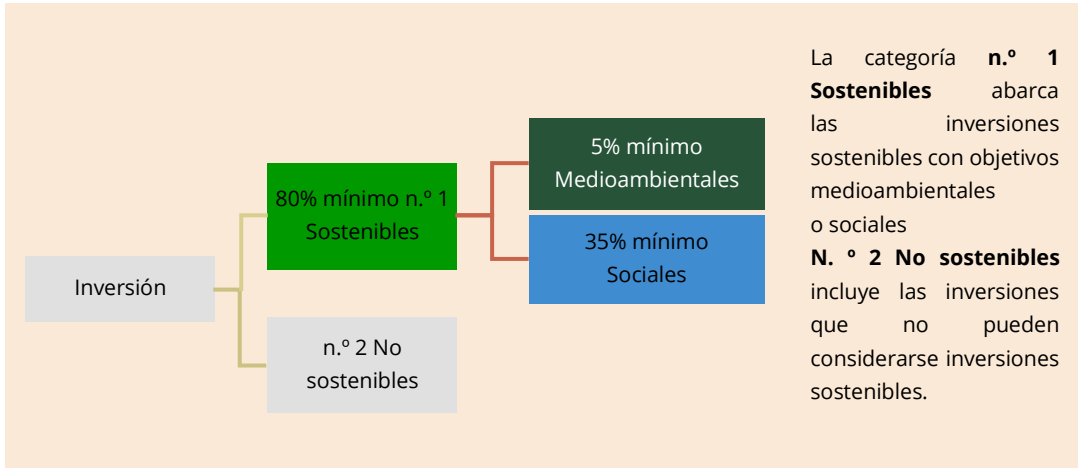 Inversión
80% mínimo n.º 1
Sostenibles
n.º 2 No
sostenibles
5% mínimo
Medioambientales
35% mínimo
Sociales
La categoría n.º 1
Sostenibles abarca
las inversiones
sostenibles con objetivos
medioambientales
o sociales
N. º 2 No sostenibles
incluye las inversiones
que no pueden
considerarse inversiones
sostenibles.